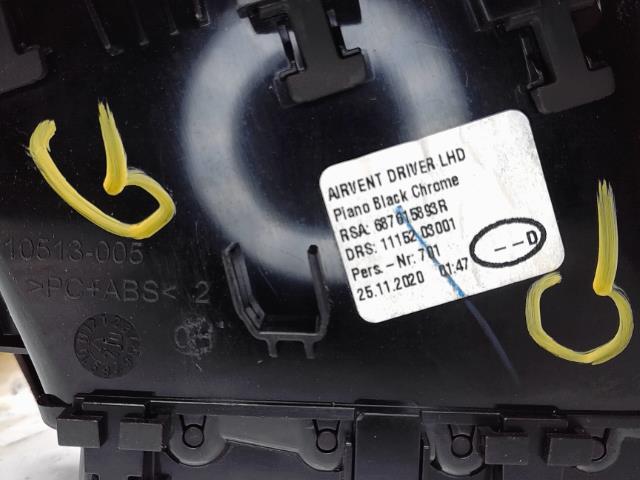 AIRVENT DRIVER LHD
Piano Black Chrome
RSA: 687815893R
DRS: 11152 03001
Pers. - Nr: 701
25.11.2020 01:47
--D
10513-005
>PC+ABS< 2